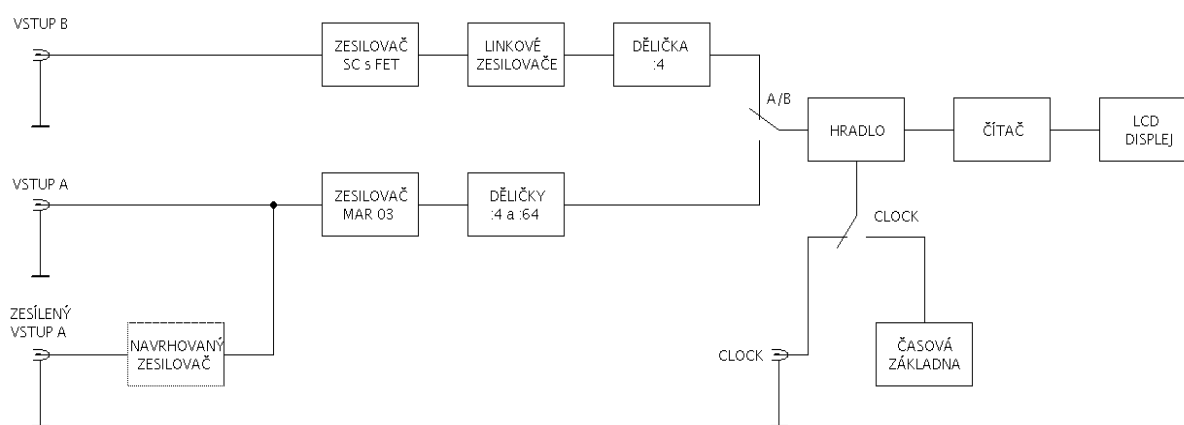 VSTUP B
ZESILOVAČ
SC s FET
LINKOVÉ
ZESILOVAČE
DĚLIČKA
:4
A/B
HRADLO
ČÍTAČ
LCD
DISPLEJ
VSTUP A
ZESILOVAČ
MAR 03
DĚLIČKY
:4 a :64
CLOCK
ZESÍLENÝ
VSTUP A
NAVRHOVANÝ
ZESILOVAČ
CLOCK
ČASOVÁ
ZÁKLADNA